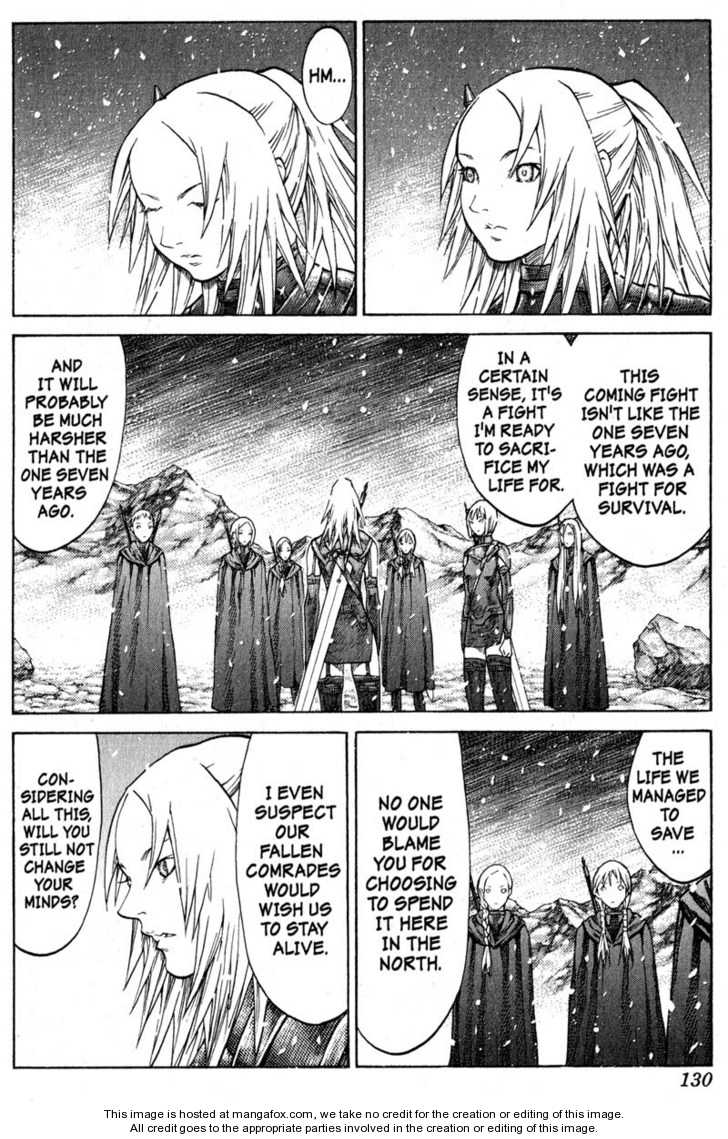 THIS
COMING FIGHT
ISN'T LIKE THE
ONE SEVEN
YEARS AGO,
WHICH WAS A
FIGHT FOR
SURVIVAL.
IN A
CERTAIN
SENSE, IT'S
A FIGHT
I'M READY
TO SACRI-
FICE MY
LIFE FOR.
AND
IT WILL
PROBABLY
BE MUCH
HARSHER
THAN THE
ONE SEVEN
YEARS
AGO.
THE
LIFE WE
MANAGED
TO
SAVE
...
NO ONE
WOULD
BLAME
YOU FOR
CHOOSING
TO SPEND
IT HERE
IN THE
NORTH.
I EVEN
SUSPECT
OUR
FALLEN
COMRADES
WOULD
WISH US
TO STAY
ALIVE.
CON-
SIDERING
ALL THIS,
WILL YOU
STILL NOT
CHANGE
YOUR
MINDS?
HM...
130
This image is hosted at mangafox.com, we take no credit for the creation or editing of this image.
All credit goes to the appropriate parties involved in the creation or editing of this image.